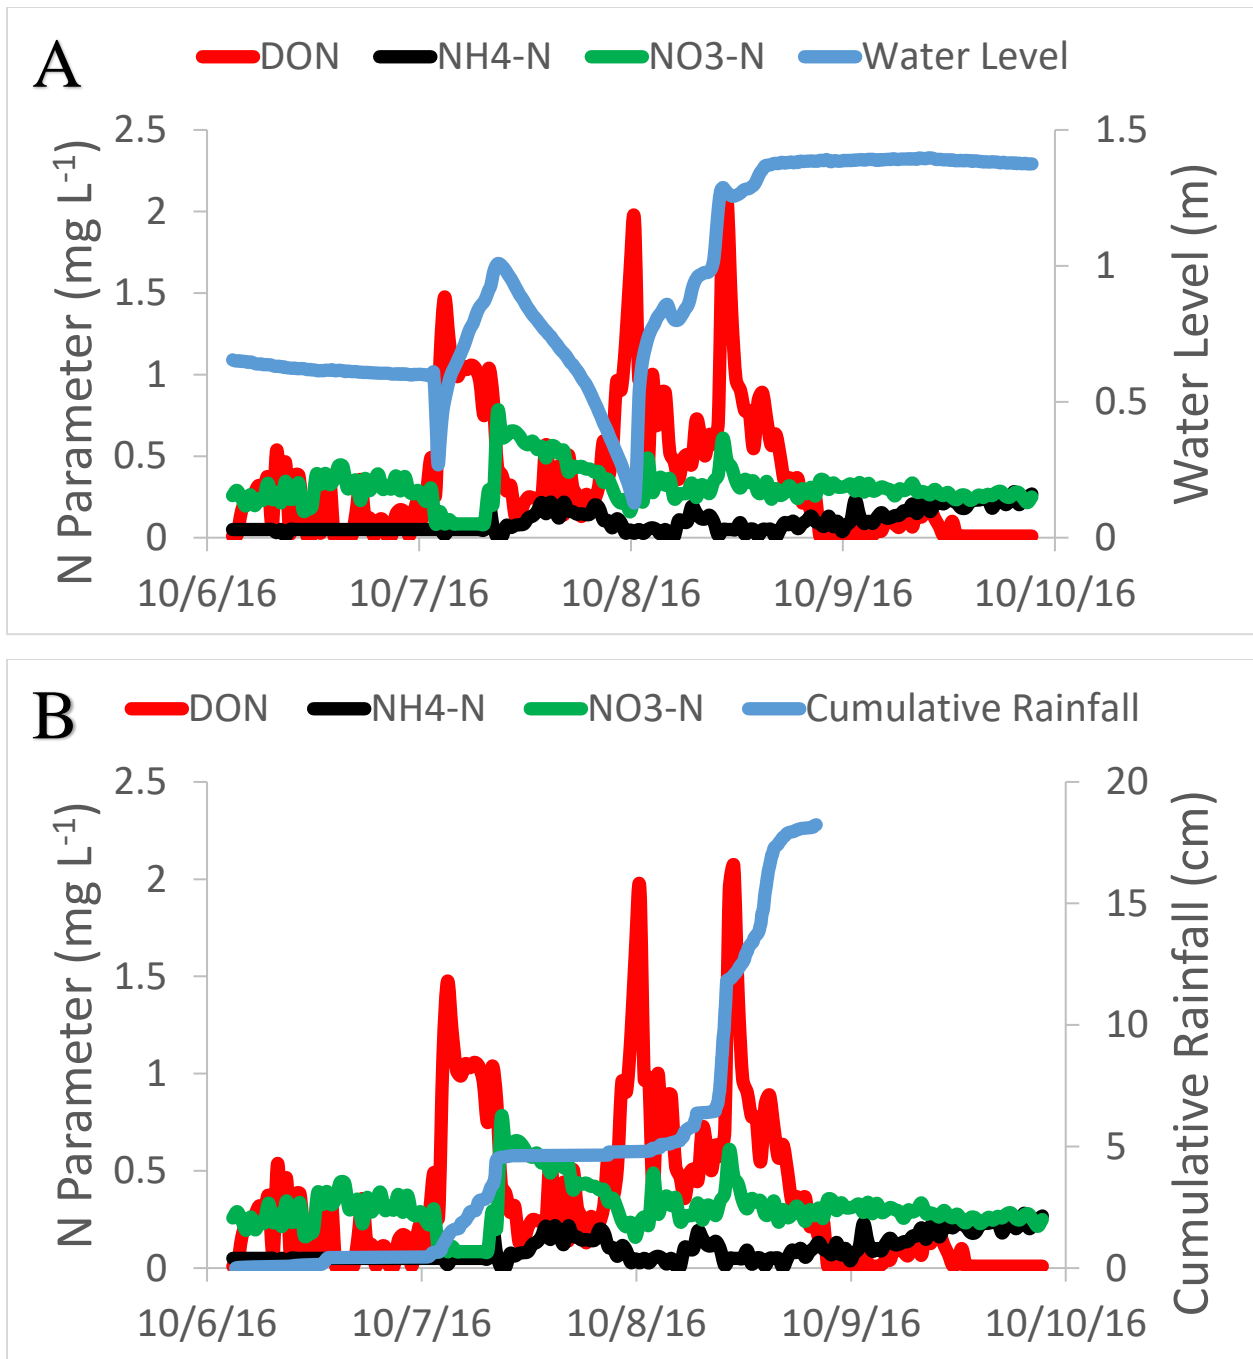 A
DON NH4-N NO3-N Water Level
N Parameter (mg L-1)
2.5
2
1.5
1
0.5
0
1.5
1
0.5
0
Water Level (m)
10/6/16 10/7/16 10/8/16 10/9/16 10/10/16
B
DON NH4-N NO3-N Cumulative Rainfall
N Parameter (mg L-1)
2.5
2
1.5
1
0.5
0
20
15
10
5
0
Cumulative Rainfall (cm)
10/6/16 10/7/16 10/8/16 10/9/16 10/10/16